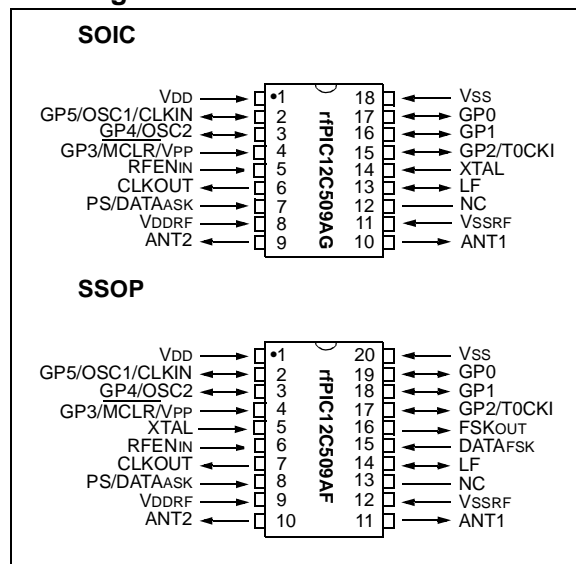 SOIC
VDD •1 18 VSS
GP5/OSC1/CLKIN 2 17 GP0
GP4/OSC2 3 16 GP1
GP3/MCLR/VPP 4 15 GP2/T0CKI
RFENIN 5 14 XTAL
CLKOUT 6 13 LF
PS/DATAASK 7 12 NC
VDDRF 8 11 VSSRF
ANT2 9 10 ANT1
rfPIC12C509AG
SSOP
VDD •1 20 VSS
GP5/OSC1/CLKIN 2 19 GP0
GP4/OSC2 3 18 GP1
GP3/MCLR/VPP 4 17 GP2/T0CKI
XTAL 5 16 FSKOUT
RFENIN 6 15 DATAFSK
CLKOUT 7 14 LF
PS/DATAASK 8 13 NC
VDDRF 9 12 VSSRF
ANT2 10 11 ANT1
rfPIC12C509AF